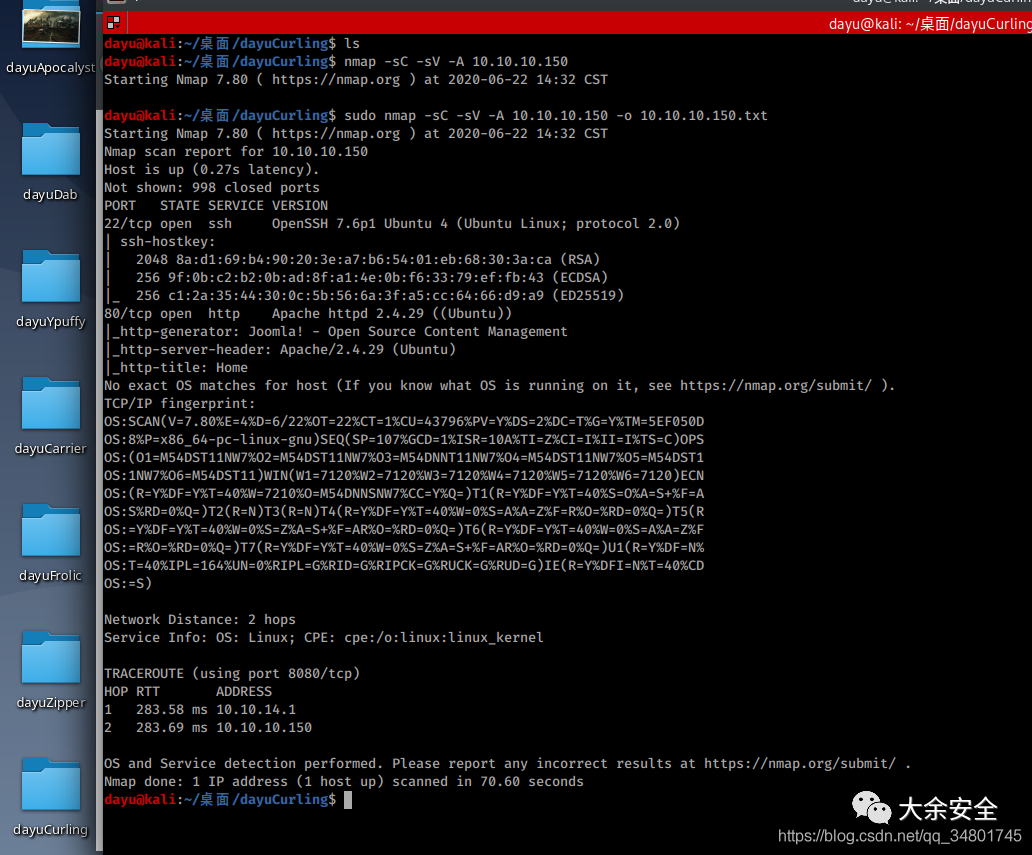 dayu@kali: ~/桌面/dayuCurling
dayuApocalyst
dayuDab
dayuYpuffy
dayuCarrier
dayuFrolic
dayuZipper
dayuCurling
dayu@kali:~/桌面/dayuCurling$ ls
dayu@kali:~/桌面/dayuCurling$ nmap -sC -sV -A 10.10.10.150
Starting Nmap 7.80 ( https://nmap.org ) at 2020-06-22 14:32 CST
dayu@kali:~/桌面/dayuCurling$ sudo nmap -sC -sV -A 10.10.10.150 -o 10.10.10.150.txt
Starting Nmap 7.80 ( https://nmap.org ) at 2020-06-22 14:32 CST
Nmap scan report for 10.10.10.150
Host is up (0.27s latency).
Not shown: 998 closed ports
PORT   STATE SERVICE VERSION
22/tcp open  ssh     OpenSSH 7.6p1 Ubuntu 4 (Ubuntu Linux; protocol 2.0)
| ssh-hostkey:
|   2048 8a:d1:69:b4:90:20:3e:a7:b6:54:01:eb:68:30:3a:ca (RSA)
|   256 9f:0b:c2:b2:0b:ad:8f:a1:4e:0b:f6:33:79:ef:fb:43 (ECDSA)
|_  256 c1:2a:35:44:30:0c:5b:56:6a:3f:a5:cc:64:66:d9:a9 (ED25519)
80/tcp open  http    Apache httpd 2.4.29 ((Ubuntu))
|_http-generator: Joomla! - Open Source Content Management
|_http-server-header: Apache/2.4.29 (Ubuntu)
|_http-title: Home
No exact OS matches for host (If you know what OS is running on it, see https://nmap.org/submit/ ).
TCP/IP fingerprint:
OS:SCAN(V=7.80%E=4%D=6/22%OT=22%CT=1%CU=43796%PV=Y%DS=2%DC=T%G=Y%TM=5EF050D
OS:8%P=x86_64-pc-linux-gnu)SEQ(SP=107%GCD=1%ISR=10A%TI=Z%CI=I%II=I%TS=C)OPS
OS:(O1=M54DST11NW7%O2=M54DST11NW7%O3=M54DNNT11NW7%O4=M54DST11NW7%O5=M54DST1
OS:1NW7%O6=M54DST11)WIN(W1=7120%W2=7120%W3=7120%W4=7120%W5=7120%W6=7120)ECN
OS:(R=Y%DF=Y%T=40%W=7210%O=M54DNNSNW7%CC=Y%Q=)T1(R=Y%DF=Y%T=40%S=O%A=S+%F=A
OS:S%RD=0%Q=)T2(R=N)T3(R=N)T4(R=Y%DF=Y%T=40%W=0%S=A%A=Z%F=R%O=%RD=0%Q=)T5(R
OS:=Y%DF=Y%T=40%W=0%S=Z%A=S+%F=AR%O=%RD=0%Q=)T6(R=Y%DF=Y%T=40%W=0%S=A%A=Z%F
OS:=R%O=%RD=0%Q=)T7(R=Y%DF=Y%T=40%W=0%S=Z%A=S+%F=AR%O=%RD=0%Q=)U1(R=Y%DF=N%
OS:T=40%IPL=164%UN=0%RIPL=G%RID=G%RIPCK=G%RUCK=G%RUD=G)IE(R=Y%DFI=N%T=40%CD
OS:=S)
Network Distance: 2 hops
Service Info: OS: Linux; CPE: cpe:/o:linux:linux_kernel
TRACEROUTE (using port 8080/tcp)
HOP RTT       ADDRESS
1   283.58 ms 10.10.14.1
2   283.69 ms 10.10.10.150
OS and Service detection performed. Please report any incorrect results at https://nmap.org/submit/ .
Nmap done: 1 IP address (1 host up) scanned in 70.60 seconds
dayu@kali:~/桌面/dayuCurling$
大余安全
https://blog.csdn.net/qq_34801745